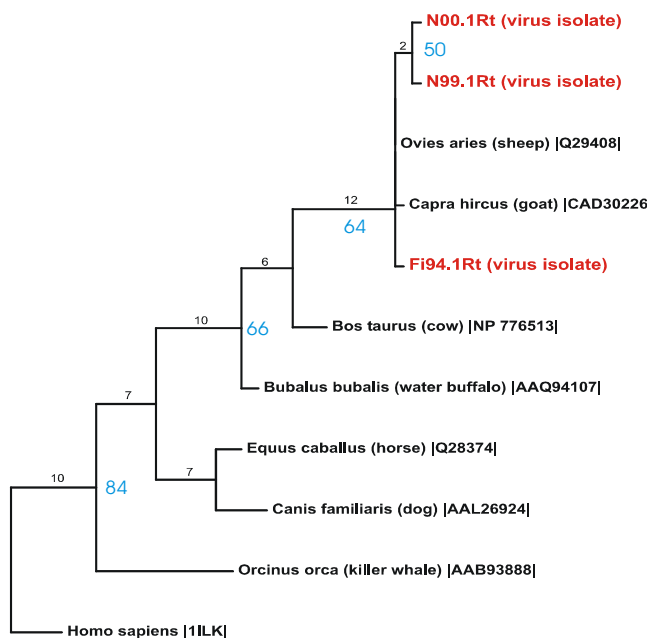 N00.1Rt (virus isolate)
2
50
N99.1Rt (virus isolate)
Ovies aries (sheep) |Q29408|
12
Capra hircus (goat) |CAD30226
64
6
Fi94.1Rt (virus isolate)
10
66
Bos taurus (cow) |NP 776513|
Bubalus bubalis (water buffalo) |AAQ94107|
7
Equus caballus (horse) |Q28374|
7
10
84
Canis familiaris (dog) |AAL26924|
Orcinus orca (killer whale) |AAB93888|
Homo sapiens |1ILK|